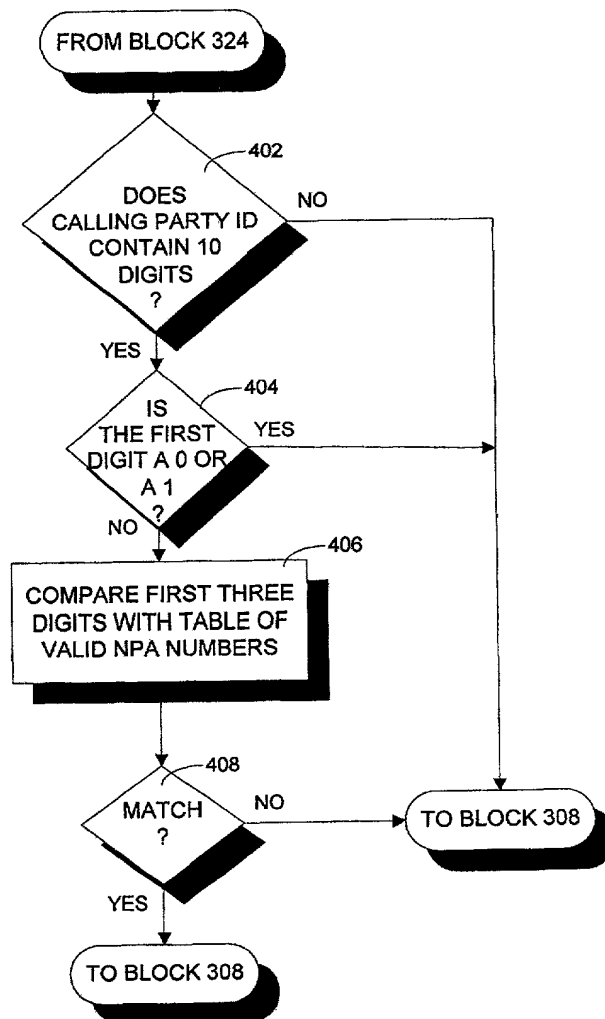 FROM BLOCK 324
402
DOES
CALLING PARTY ID
CONTAIN 10
DIGITS
?
NO
YES
404
IS
THE FIRST
DIGIT A 0 OR
A 1
?
YES
NO
406
COMPARE FIRST THREE
DIGITS WITH TABLE OF
VALID NPA NUMBERS
408
MATCH
?
NO
TO BLOCK 308
YES
TO BLOCK 308